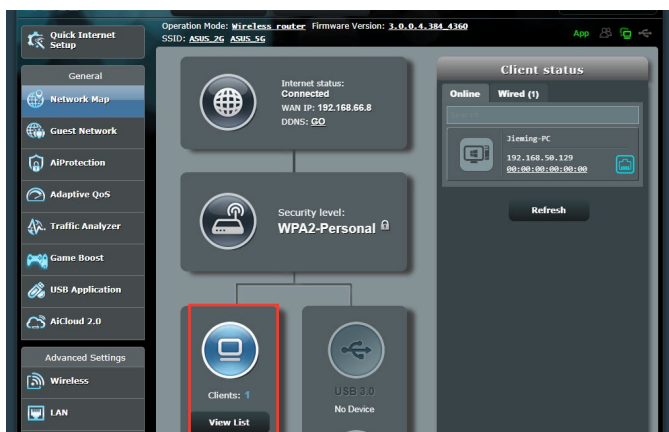 Operation Mode: Wireless router Firmware Version: 3.0.0.4.384_4360
SSID: ASUS_2G ASUS_5G
App
Quick Internet
Setup
General
Network Map
Guest Network
AiProtection
Adaptive QoS
Traffic Analyzer
Game Boost
USB Application
AiCloud 2.0
Advanced Settings
Wireless
LAN
Internet status:
Connected
WAN IP: 192.168.66.8
DDNS: GO
Security level:
WPA2-Personal
Clients: 1
View List
USB 3.0
No Device
Client status
Online Wired (1)
Jieming-PC
192.168.50.129
00:00:00:00:00:00
Refresh